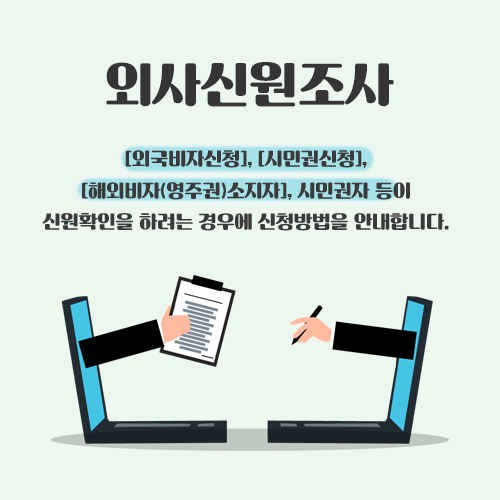 외사신원조사
[외국비자신청], [시민권신청],
[해외비자(영주권)소지자], 시민권자 등이
신원확인을 하려는 경우에 신청방법을 안내합니다.